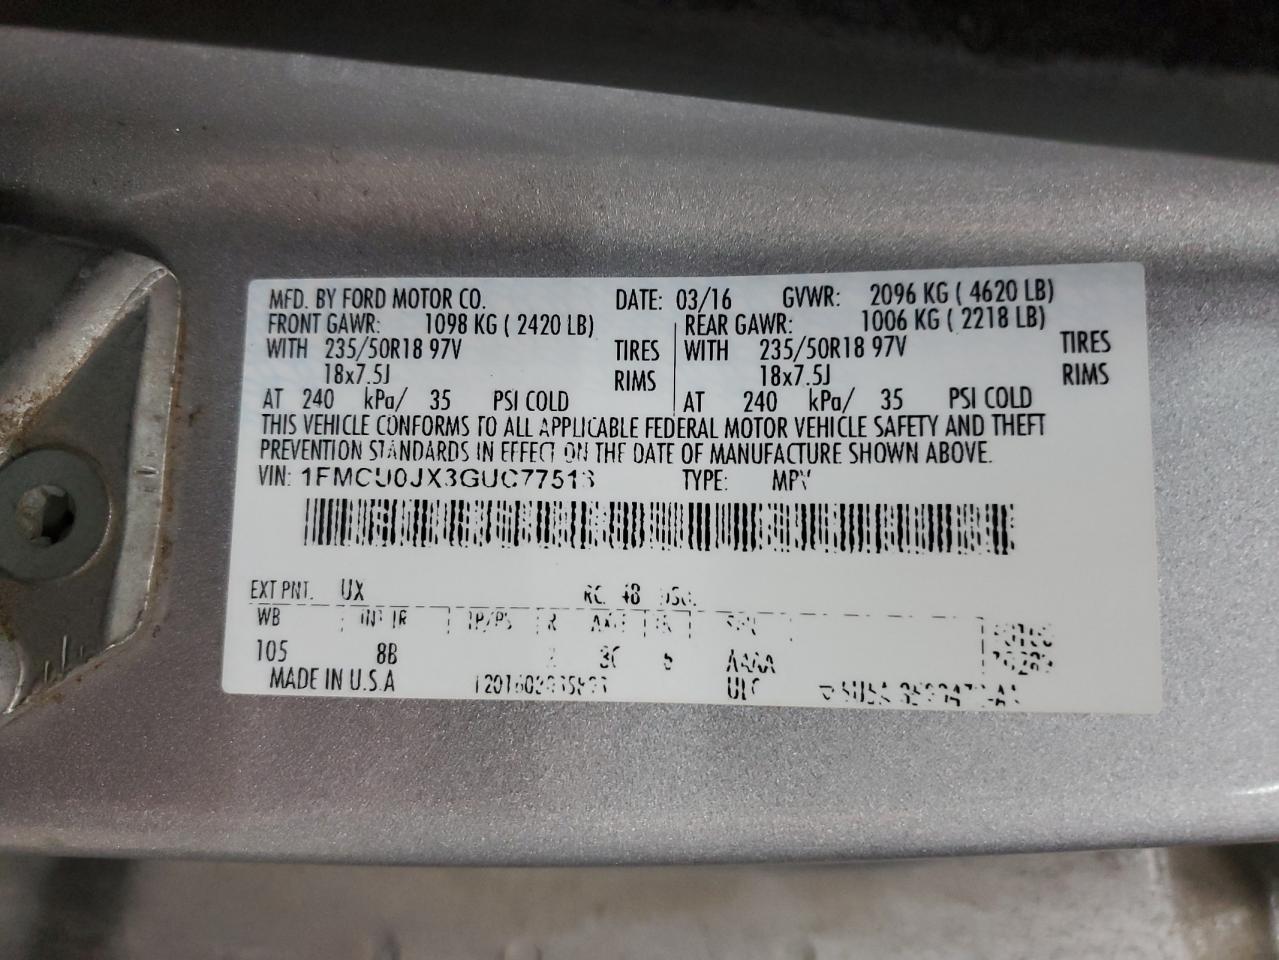 MFD. BY FORD MOTOR CO. DATE: 03/16 GVWR: 2096 KG ( 4620 LB)
FRONT GAWR: 1098 KG ( 2420 LB) REAR GAWR: 1006 KG ( 2218 LB)
WITH 235/50R18 97V TIRES WITH 235/50R18 97V TIRES
18x7.5J RIMS 18x7.5J RIMS
AT 240 kPa/ 35 PSI COLD AT 240 kPa/ 35 PSI COLD
THIS VEHICLE CONFORMS TO ALL APPLICABLE FEDERAL MOTOR VEHICLE SAFETY AND THEFT
PREVENTION STANDARDS IN EFFECT ON THE DATE OF MANUFACTURE SHOWN ABOVE.
VIN: TYPE: MPV
EXT PNT. UX
WB
105 8B AAAA
MADE IN U.S.A